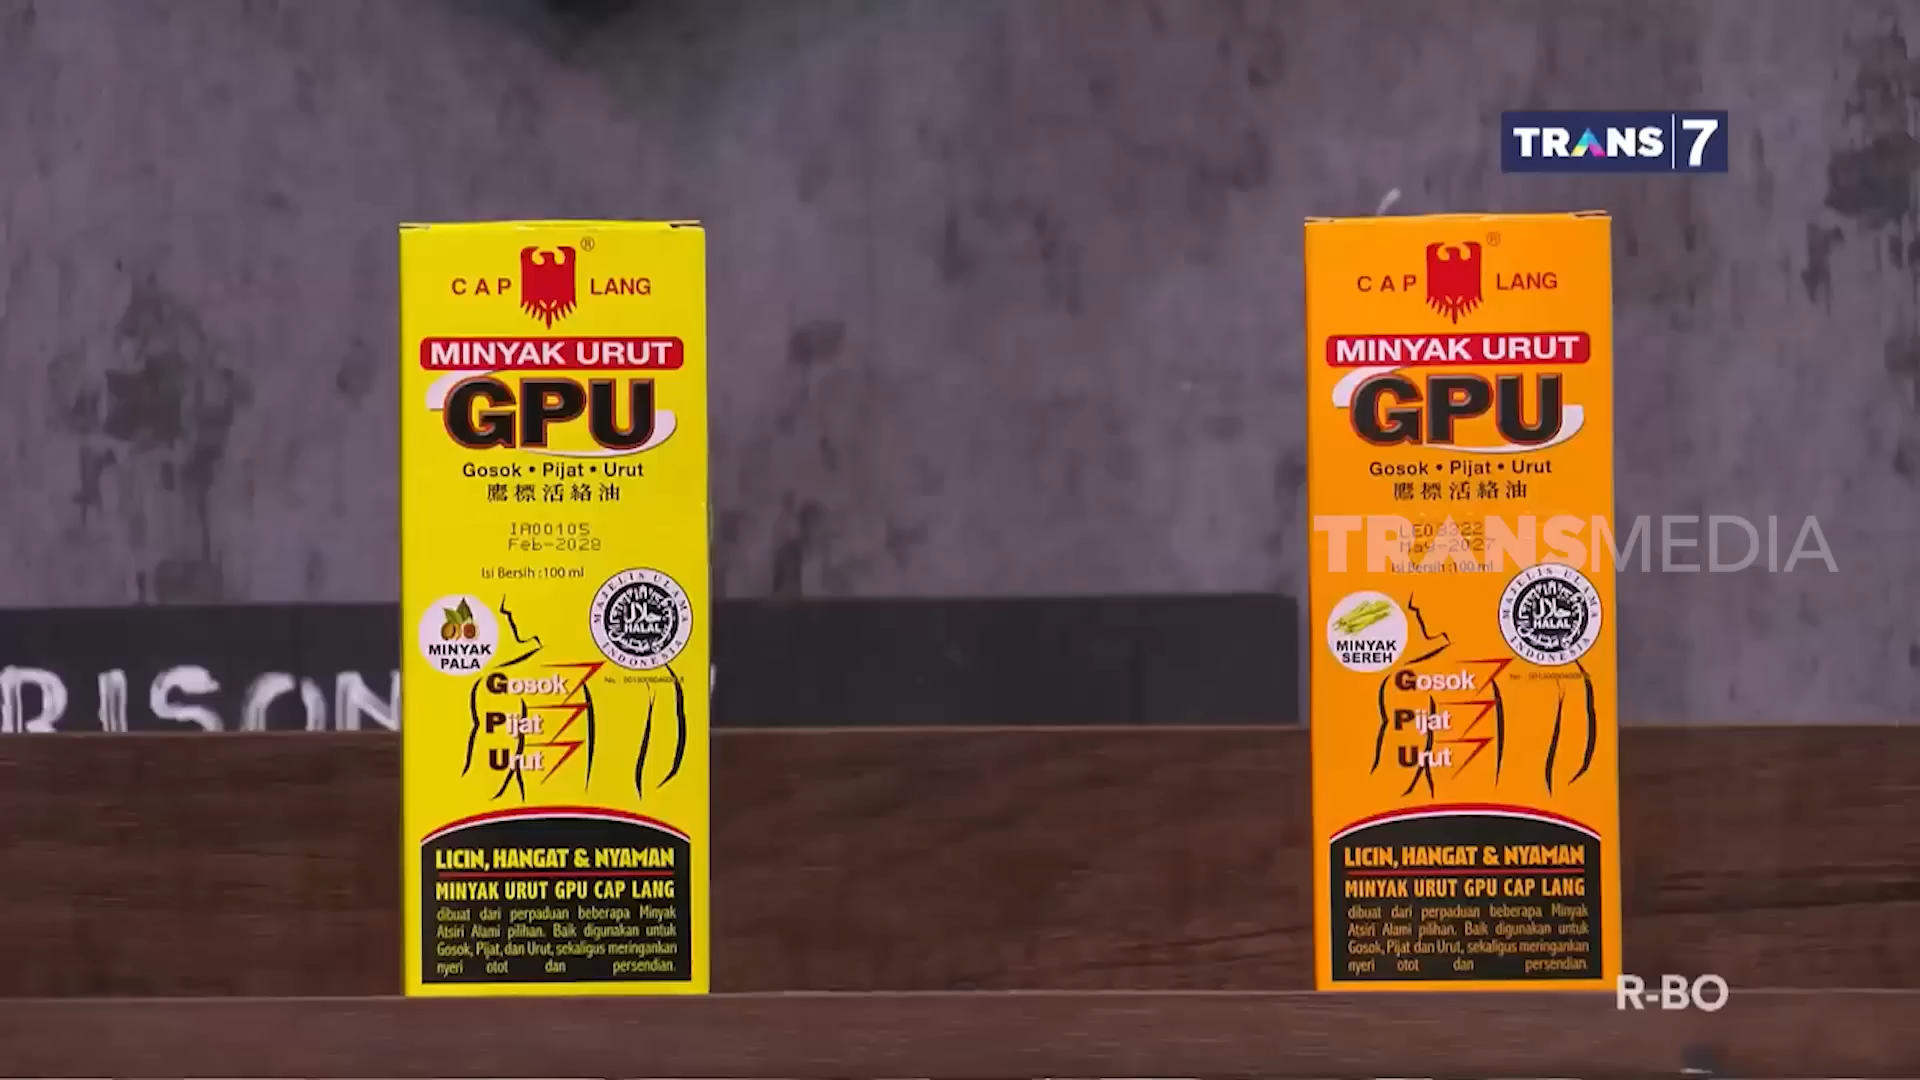 TRANS 7
CAP LANG
®
MINYAK URUT
GPU
Gosok • Pijat • Urut
鷹標活絡油
IA00105
Feb-2028
Isi Bersih : 100 ml
MAJELIS ULAMA INDONESIA
حلال
HALAL
MINYAK
PALA
Gosok
Pijat
Urut
LICIN, HANGAT & NYAMAN
MINYAK URUT GPU CAP LANG
dibuat dari perpaduan beberapa Minyak
Atsiri Alami pilihan. Baik digunakan untuk
Gosok, Pijat, dan Urut, sekaligus meringankan
nyeri otot dan persendian.
CAP LANG
®
MINYAK URUT
GPU
Gosok • Pijat • Urut
鷹標活絡油
2027
Isi Bersih : 100 ml
MAJELIS ULAMA INDONESIA
حلال
HALAL
MINYAK
SEREH
Gosok
Pijat
Urut
LICIN, HANGAT & NYAMAN
MINYAK URUT GPU CAP LANG
dibuat dari perpaduan beberapa Minyak
Atsiri Alami pilihan. Baik digunakan untuk
Gosok, Pijat dan Urut, sekaligus meringankan
nyeri otot dan persendian.
TRANSMEDIA
RISON
R-BO